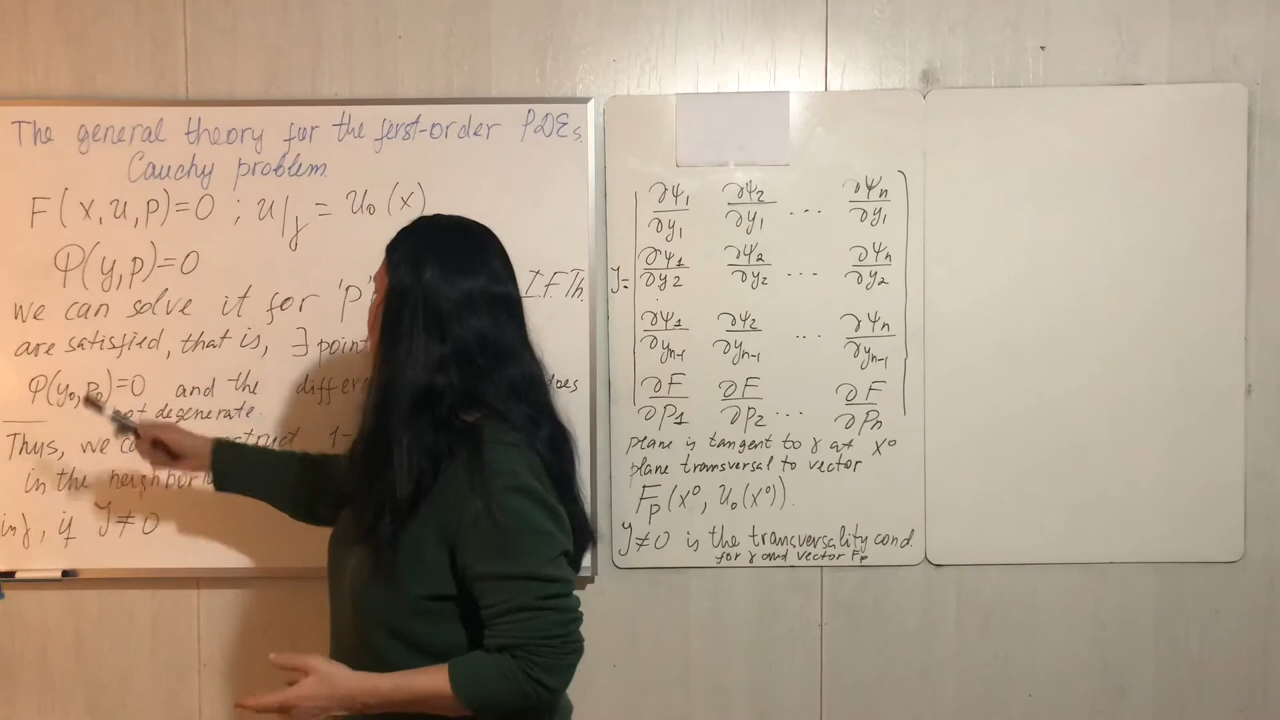 The general theory for the ferst-order PDEs.
Cauchy problem
F(x,u,p)=0 ; u|γ = u₀(x)
φ(y,p)=0
we can solve it for 'p' I.F.Th.
are satisfied, that is, ∃ point
φ(y₀,p₀)=0 and the does
not degenerate.
Thus, we 1-
in the
in γ, if J≠0
∂ψ₁/∂y₁ ∂ψ₂/∂y₁ ... ∂ψn/∂y₁
J= ∂ψ₁/∂y₂ ∂ψ₂/∂y₂ ... ∂ψn/∂y₂
∂ψ₁/∂yn-1 ∂ψ₂/∂yn-1 ... ∂ψn/∂yn-1
∂F/∂p₁ ∂F/∂p₂ ... ∂F/∂pn
plane is tangent to γ at x⁰
plane transversal to vector
Fp(x⁰, u₀(x⁰)).
J≠0 is the transversality cond.
for γ and vector Fp